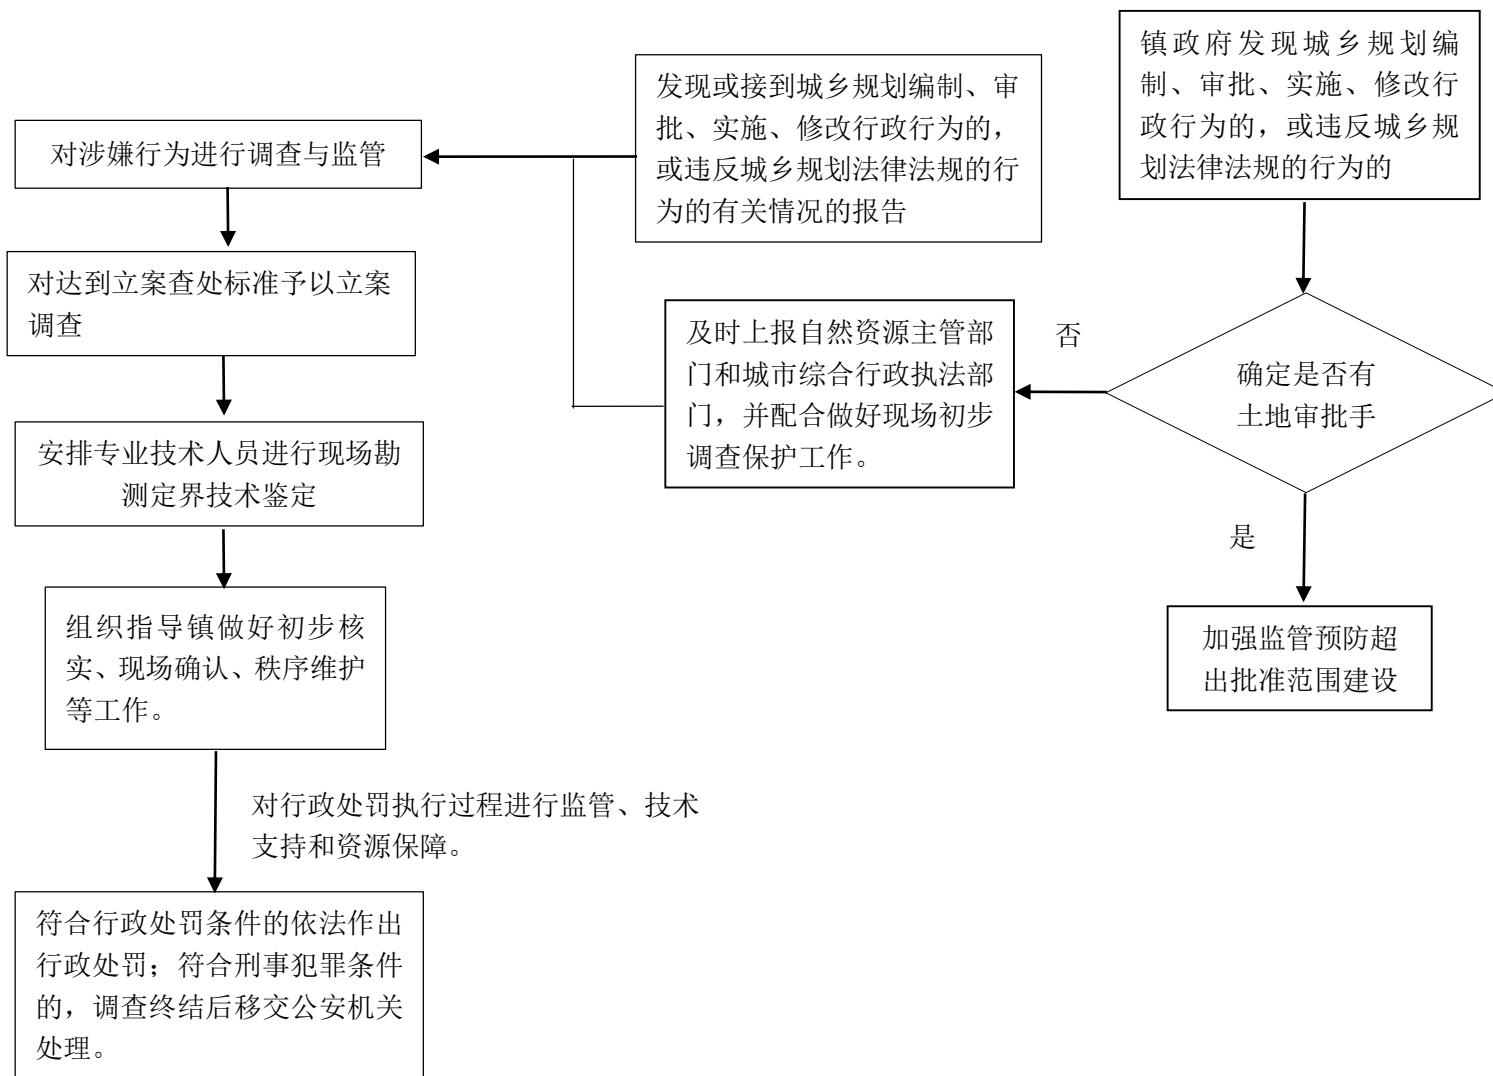 镇政府发现城乡规划编
制、审批、实施、修改行
政行为的，或违反城乡规
划法律法规的行为的
发现或接到城乡规划编制、审
批、实施、修改行政行为的，
或违反城乡规划法律法规的行
为的有关情况的报告
对涉嫌行为进行调查与监管
对达到立案查处标准予以立案
调查
及时上报自然资源主管部
门和城市综合行政执法部
门，并配合做好现场初步
调查保护工作。
否
确定是否有
土地审批手
是
加强监管预防超
出批准范围建设
安排专业技术人员进行现场勘
测定界技术鉴定
组织指导镇做好初步核
实、现场确认、秩序维护
等工作。
对行政处罚执行过程进行监管、技术
支持和资源保障。
符合行政处罚条件的依法作出
行政处罚；符合刑事犯罪条件
的，调查终结后移交公安机关
处理。